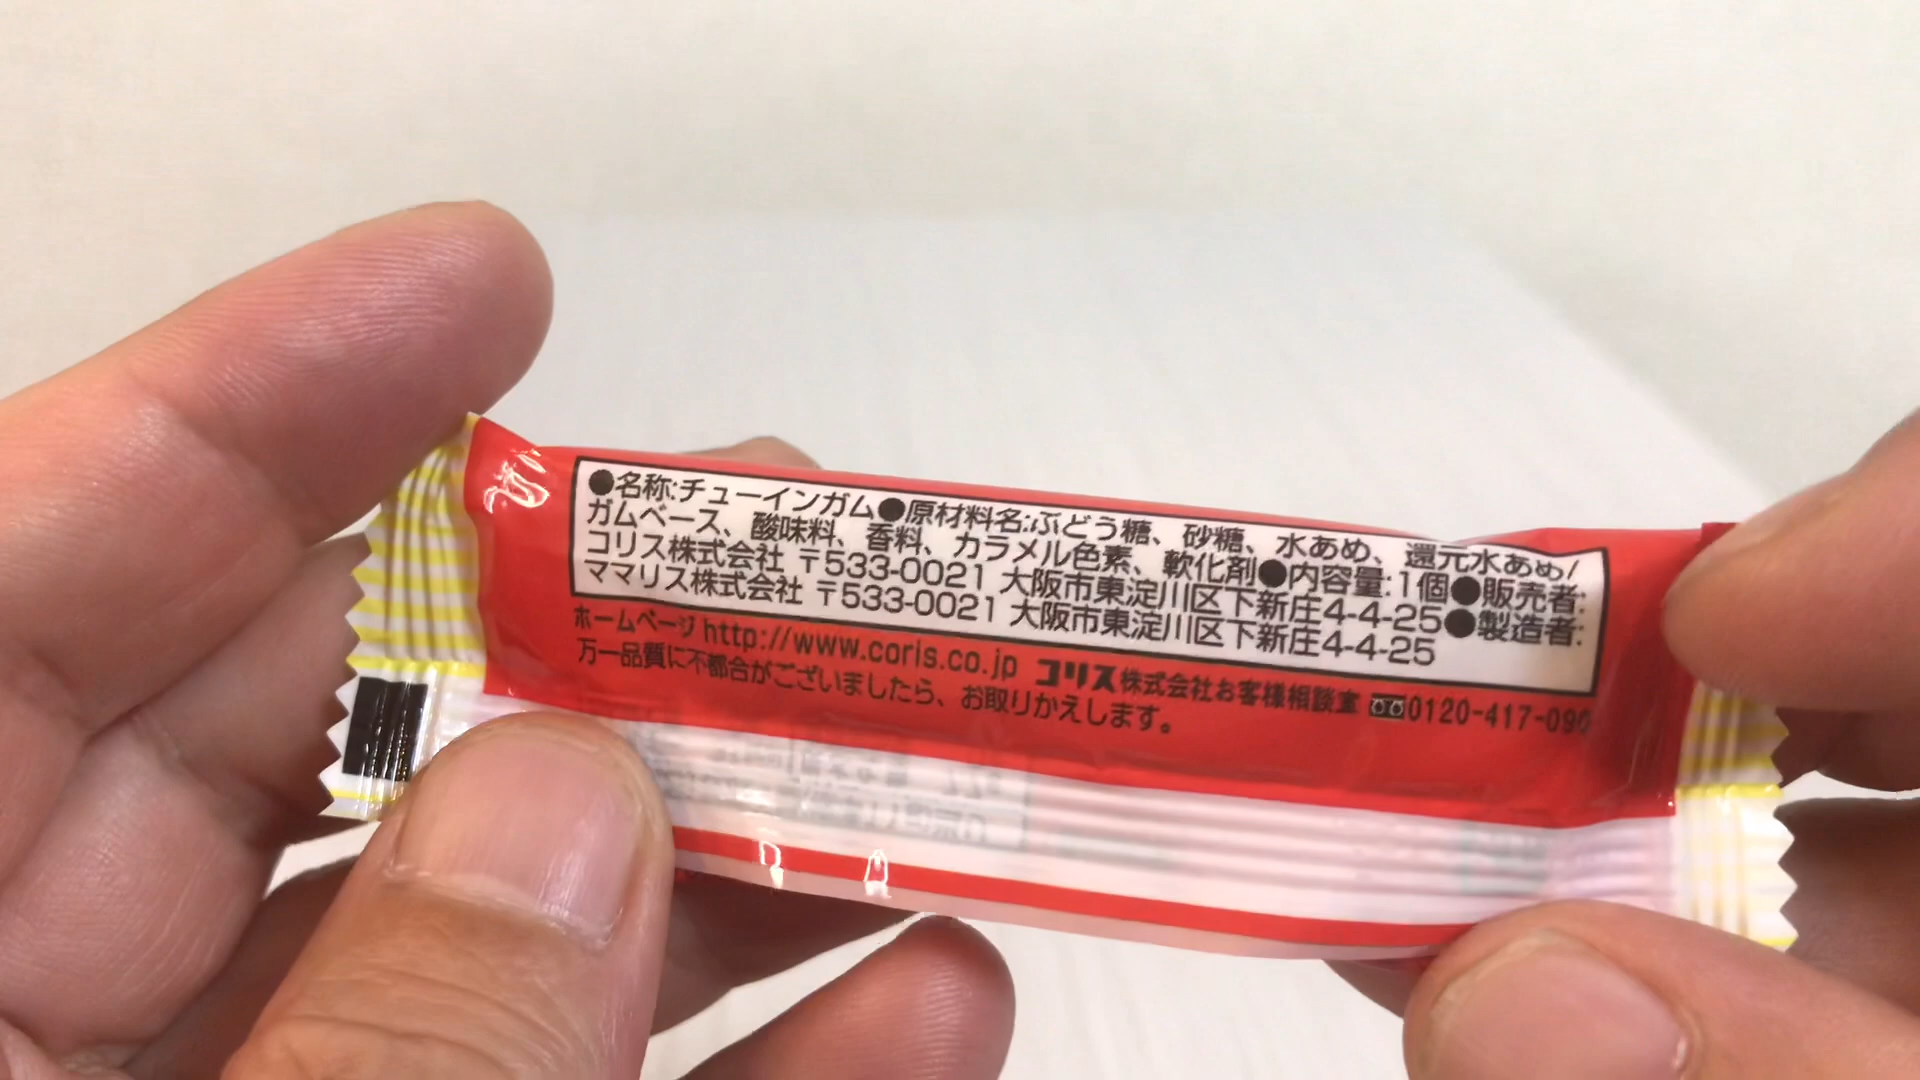 ●名称:チューインガム●原材料名:ぶどう糖、砂糖、水あめ、還元水あめ/
ガムベース、酸味料、香料、カラメル色素、軟化剤●内容量:1個●販売者:
コリス株式会社 〒533-0021 大阪市東淀川区下新庄4-4-25●製造者:
ママリス株式会社 〒533-0021 大阪市東淀川区下新庄4-4-25
ホームページ http://www.coris.co.jp コリス株式会社お客様相談室 0120-417-090
万一品質に不都合がございましたら、お取りかえします。